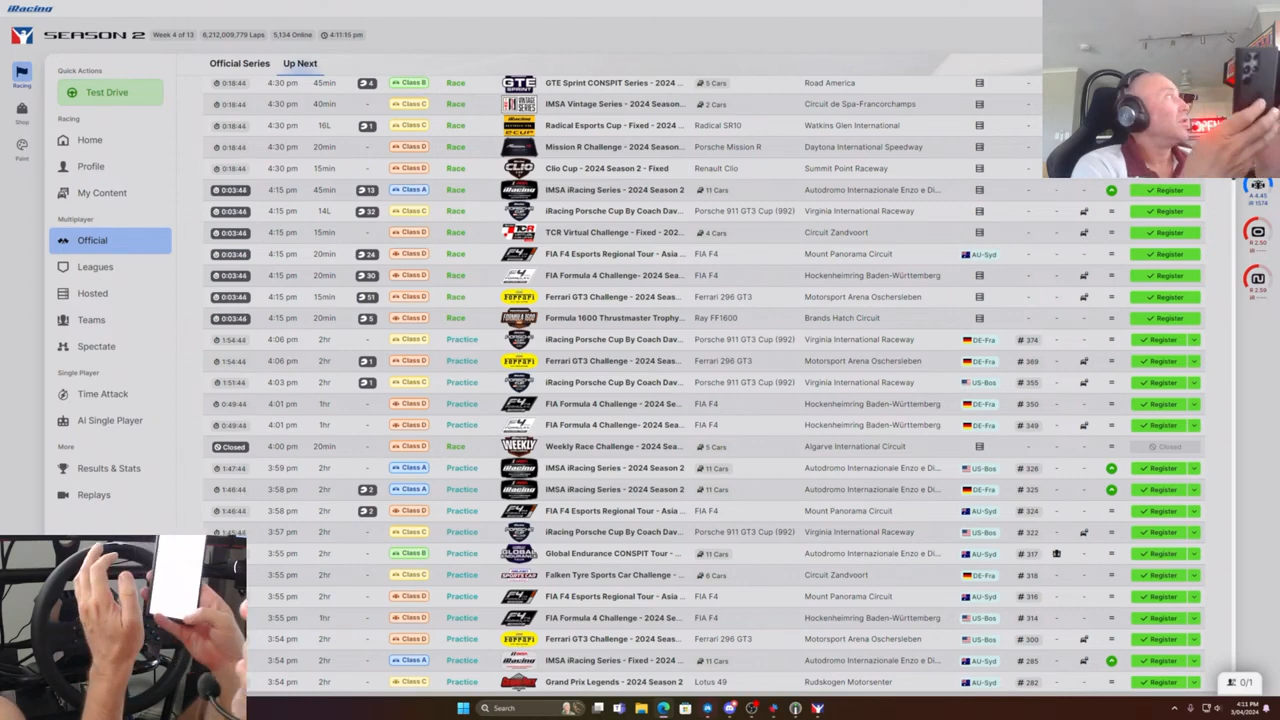 iRacing
SEASON 2 Week 4 of 13 6,212,009,779 Laps 5,134 Online 4:11:15 pm
Racing
Shop
Paint
Quick Actions
Test Drive
Racing
Home
Profile
My Content
Multiplayer
Official
Leagues
Hosted
Teams
Spectate
Single Player
Time Attack
AI Single Player
More
Results & Stats
Replays
Official Series Up Next
0:18:44 4:30 pm 45min 4 Class B Race GTE Sprint CONSPIT Series - 2024 ... 5 Cars Road America
0:18:44 4:30 pm 40min - Class C Race IMSA Vintage Series - 2024 Season... 2 Cars Circuit de Spa-Francorchamps
0:18:44 4:30 pm 16L 1 Class C Race Radical Esports Cup - Fixed - 2024... Radical SR10 Watkins Glen International
0:18:44 4:30 pm 20min - Class D Race Mission R Challenge - 2024 Season... Porsche Mission R Daytona International Speedway
0:18:44 4:30 pm 15min - Class D Race Clio Cup - 2024 Season 2 - Fixed Renault Clio Summit Point Raceway
0:03:44 4:15 pm 45min 13 Class A Race IMSA iRacing Series - 2024 Season 2 11 Cars Autodromo Internazionale Enzo e Di... - = Register
0:03:44 4:15 pm 14L 32 Class C Race iRacing Porsche Cup By Coach Dav... Porsche 911 GT3 Cup (992) Virginia International Raceway - = Register
0:03:44 4:15 pm 15min - Class D Race TCR Virtual Challenge - Fixed - 202... 4 Cars Circuit Zandvoort - = Register
0:03:44 4:15 pm 20min 24 Class D Race FIA F4 Esports Regional Tour - Asia ... FIA F4 Mount Panorama Circuit AU-Syd - - = Register
0:03:44 4:15 pm 20min 30 Class D Race FIA Formula 4 Challenge- 2024 Seas... FIA F4 Hockenheimring Baden-Württemberg - - = Register
0:03:44 4:15 pm 15min 51 Class D Race Ferrari GT3 Challenge - 2024 Seas... Ferrari 296 GT3 Motorsport Arena Oschersleben - = Register
0:03:44 4:15 pm 20min 5 Class D Race Formula 1600 Thrustmaster Trophy... Ray FF1600 Brands Hatch Circuit - = Register
1:54:44 4:06 pm 2hr - Class C Practice iRacing Porsche Cup By Coach Dav... Porsche 911 GT3 Cup (992) Virginia International Raceway DE-Fra # 374 - = Register
1:54:44 4:06 pm 2hr 1 Class D Practice Ferrari GT3 Challenge - 2024 Seas... Ferrari 296 GT3 Motorsport Arena Oschersleben DE-Fra # 369 - = Register
1:51:44 4:03 pm 2hr 1 Class C Practice iRacing Porsche Cup By Coach Dav... Porsche 911 GT3 Cup (992) Virginia International Raceway US-Bos # 355 - = Register
0:49:44 4:01 pm 1hr - Class D Practice FIA Formula 4 Challenge - 2024 Sea... FIA F4 Hockenheimring Baden-Württemberg DE-Fra # 350 - - = Register
0:49:44 4:01 pm 1hr - Class D Practice FIA Formula 4 Challenge- 2024 Seas... FIA F4 Hockenheimring Baden-Württemberg DE-Fra - - = Register
Closed 4:00 pm 20min - Class D Race Weekly Race Challenge - 2024 Sea... 5 Cars Algarve International Circuit - = Closed
1:47:44 3:59 pm 2hr - Class A Practice IMSA iRacing Series - 2024 Season 2 11 Cars Autodromo Internazionale Enzo e Di... US-Bos - Register
1:46:44 3:58 pm 2hr 2 Class A Practice IMSA iRacing Series - 2024 Season 2 11 Cars Autodromo Internazionale Enzo e Di... DE-Fra # 325 - Register
1:46:44 3:58 pm 2hr 2 Class D Practice FIA F4 Esports Regional Tour - Asia ... FIA F4 Mount Panorama Circuit AU-Syd # 324 - - = Register
1:45:44 2hr - Class C Practice iRacing Porsche Cup By Coach Dav... Porsche 911 GT3 Cup (992) Virginia International Raceway US-Bos # 322 - = Register
3:55 pm 2hr - Class B Practice Global Endurance CONSPIT Tour - ... 11 Cars Autodromo Internazionale Enzo e Di... AU-Syd = Register
3:55 pm 2hr - Class C Practice Falken Tyre Sports Car Challenge - ... 6 Cars Circuit Zandvoort DE-Fra # 318 - = Register
3:55 pm 2hr - Class D Practice FIA F4 Esports Regional Tour - Asia ... FIA F4 Mount Panorama Circuit AU-Syd # 316 - - = Register
1hr - Class D Practice FIA Formula 4 Challenge - 2024 Sea... FIA F4 Hockenheimring Baden-Württemberg US-Bos # 314 - - = Register
3:54 pm 2hr - Class D Practice Ferrari GT3 Challenge - 2024 Seas... Ferrari 296 GT3 Motorsport Arena Oschersleben US-Bos # 300 - = Register
3:54 pm 2hr - Class A Practice IMSA iRacing Series - Fixed - 2024 ... 11 Cars Autodromo Internazionale Enzo e Di... AU-Syd # 285 - Register
3:54 pm 2hr - Class C Practice Grand Prix Legends - 2024 Season 2 Lotus 49 Rudskogen Motorsenter AU-Syd # 282 - = Register
A 4.45
iR 1574
R 2.50
R 2.59
OPEN
0/1
Search
4:11 PM
3/04/2024